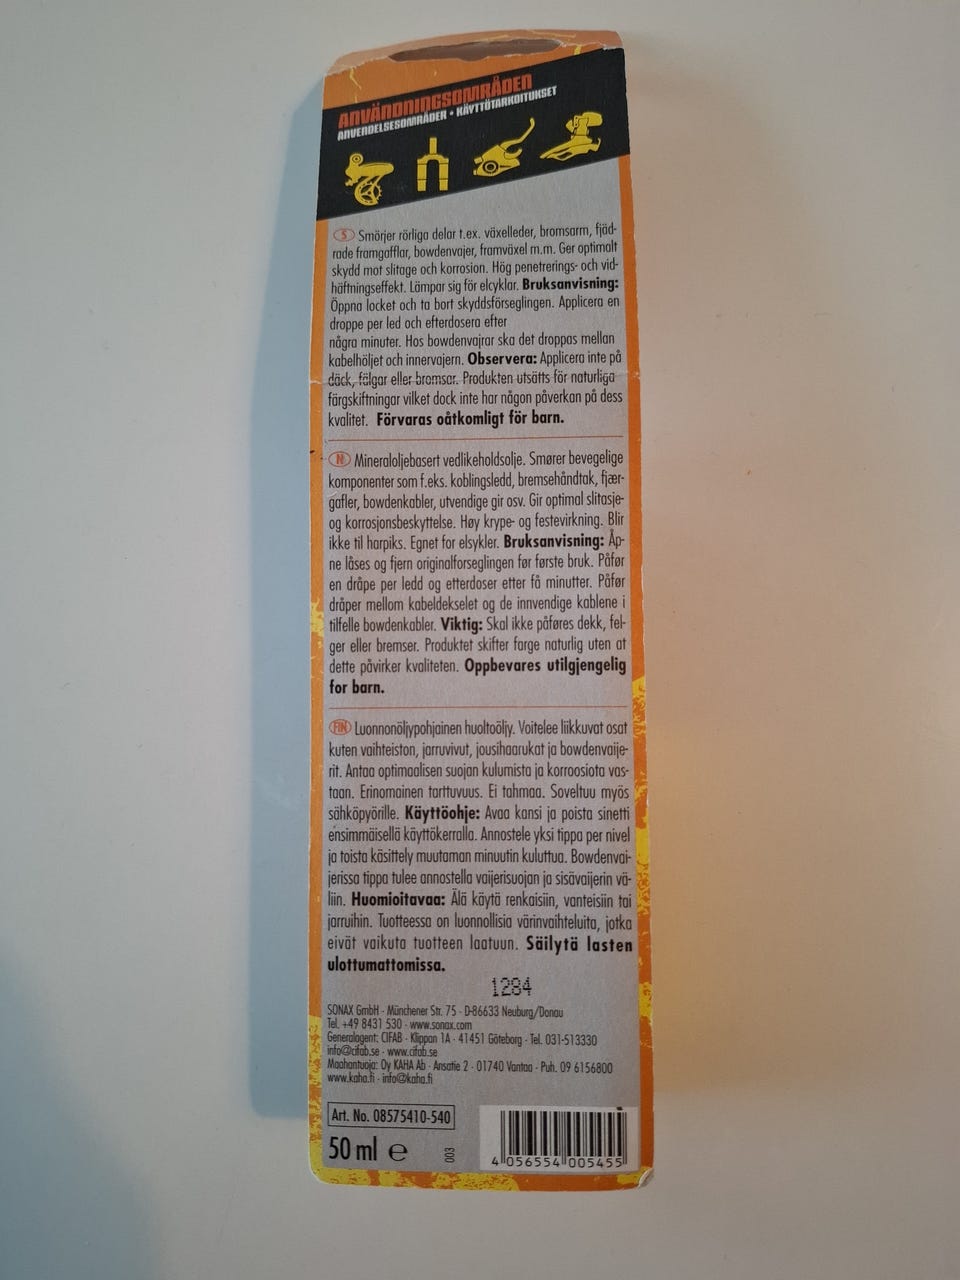 ANVÄNDNINGSOMRÅDEN
ANVENDELSESOMRÅDER • KÄYTTÖTARKOITUKSET
S Smörjer rörliga delar t.ex. växelleder, bromsarm, fjäd-
rade framgafflar, bowdenvajer, framväxel m.m. Ger optimalt
skydd mot slitage och korrosion. Hög penetrerings- och vid-
häftningseffekt. Lämpar sig för elcyklar. Bruksanvisning:
Öppna locket och ta bort skyddsförseglingen. Applicera en
droppe per led och efterdosera efter
några minuter. Hos bowdenvajrar ska det droppas mellan
kabelhöljet och innervajern. Observera: Applicera inte på
däck, fälgar eller bromsar. Produkten utsätts för naturliga
färgskiftningar vilket dock inte har någon påverkan på dess
kvalitet. Förvaras oåtkomligt för barn.
N Mineraloljebasert vedlikeholdsolje. Smører bevegelige
komponenter som f.eks. koblingsledd, bremsehåndtak, fjær-
gafler, bowdenkabler, utvendige gir osv. Gir optimal slitasje-
og korrosjonsbeskyttelse. Høy krype- og festevirkning. Blir
ikke til harpiks. Egnet for elsykler. Bruksanvisning: Åp-
ne låses og fjern originalforseglingen før første bruk. Påfør
en dråpe per ledd og etterdoser etter få minutter. Påfør
dråper mellom kabeldekselet og de innvendige kablene i
tilfelle bowdenkabler. Viktig: Skal ikke påføres dekk, fel-
ger eller bremser. Produktet skifter farge naturlig uten at
dette påvirker kvaliteten. Oppbevares utilgjengelig
for barn.
FIN Luonnonöljypohjainen huoltoöljy. Voitelee liikkuvat osat
kuten vaihteiston, jarruvivut, jousihaarukat ja bowdenvaije-
rit. Antaa optimaalisen suojan kulumista ja korroosiota vas-
taan. Erinomainen tarttuvuus. Ei tahmaa. Soveltuu myös
sähköpyörille. Käyttöohje: Avaa kansi ja poista sinetti
ensimmäisellä käyttökerralla. Annostele yksi tippa per nivel
ja toista käsittely muutaman minuutin kuluttua. Bowdenvai-
jerissa tippa tulee annostella vaijerisuojan ja sisävaijerin vä-
liin. Huomioitavaa: Älä käytä renkaisiin, vanteisiin tai
jarruihin. Tuotteessa on luonnollisia värinvaihteluita, jotka
eivät vaikuta tuotteen laatuun. Säilytä lasten
ulottumattomissa.
1284
SONAX GmbH - Münchener Str. 75 - D-86633 Neuburg/Donau
Tel. +49 8431 530 - www.sonax.com
Generalagent: CIFAB - Klippan 1A - 41451 Göteborg - Tel. 031-513330
info@cifab.se - www.cifab.se
Maahantuoja: Oy KAHA Ab - Ansatie 2 - 01740 Vantaa - Puh. 09 6156800
www.kaha.fi - info@kaha.fi
Art. No. 08575410-540
50 ml e
003
4 056554 005455